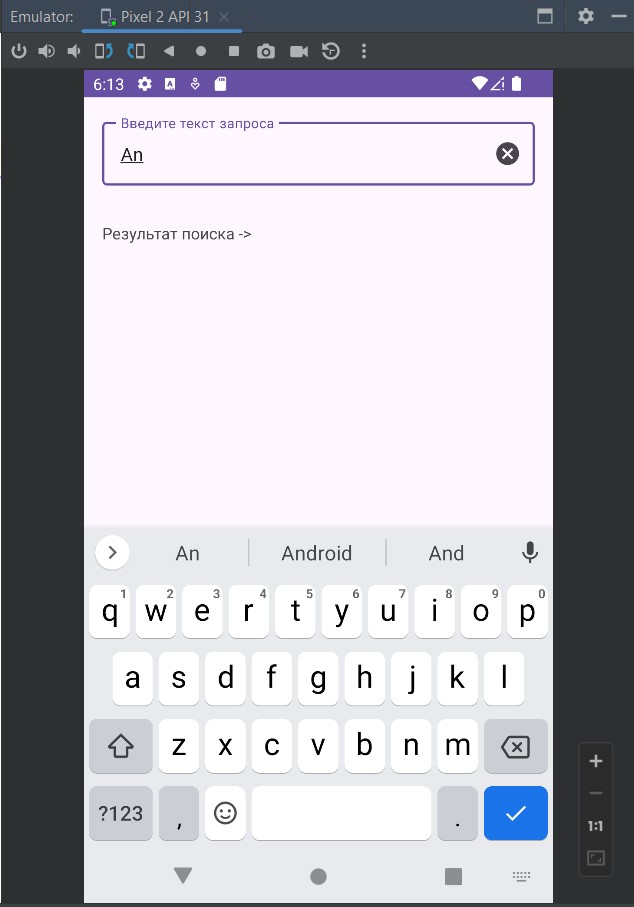 Emulator: Pixel 2 API 31
6:13
Введите текст запроса
An
Результат поиска ->
An Android And
q 1 w 2 e 3 r 4 t 5 y 6 u 7 i 8 o 9 p 0
a s d f g h j k l
z x c v b n m
?123 , .
1:1